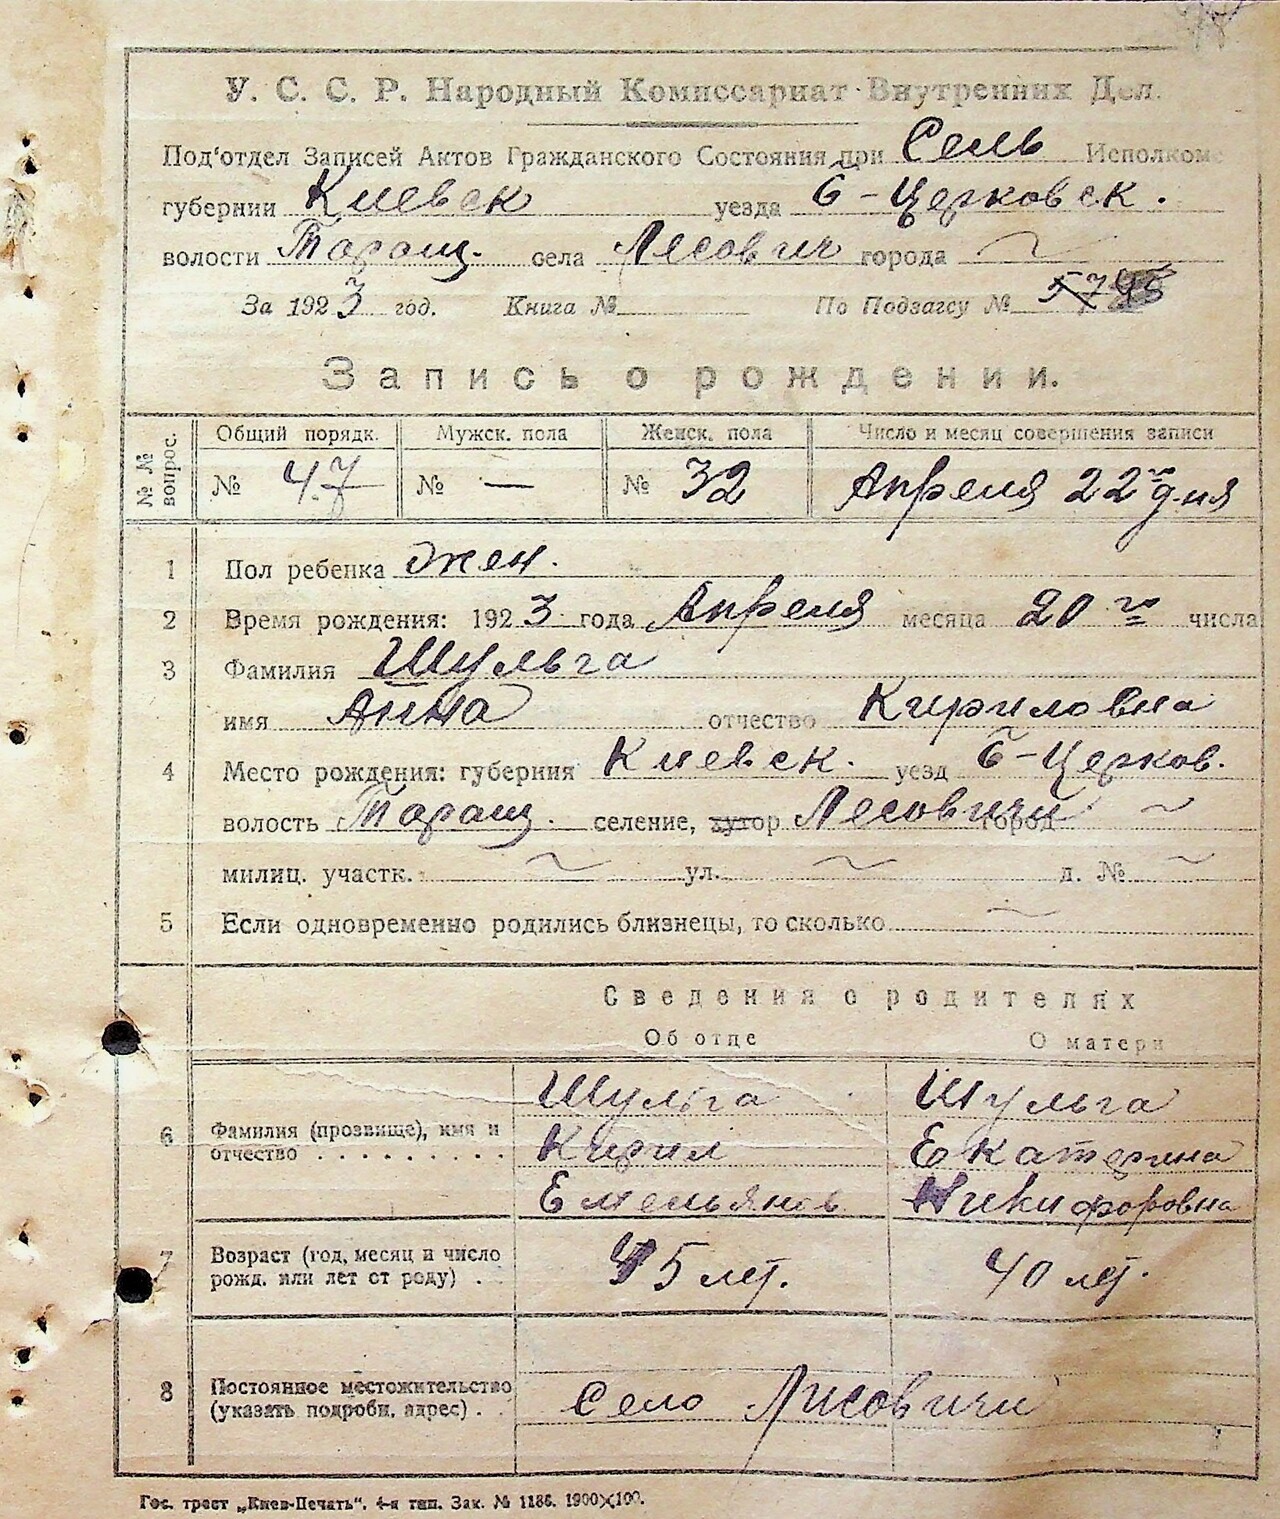 У. С. С. Р. Народный Комиссариат Внутренних Дел.
Под'отдел Записей Актов Гражданского Состояния при Сель Исполкоме
губернии Киевск уезда Б-Церковск.
волости Таращ. села Лесович города ~
За 1923 год. Книга № По Подзагсу №
Запись о рождении.
№ № вопрос. Общий порядк. Мужск. пола Женск. пола Число и месяц совершения записи
№ 47 № — № 32 Апреля 22го дня
1 Пол ребенка жен.
2 Время рождения: 1923 года Апреля месяца 20го числа
3 Фамилия Шульга
имя Анна отчество Кириловна
4 Место рождения: губерния Киевск. уезд Б-Церков.
волость Таращ. селение, хутор Лесовичи город ~
милиц. участк. ~ ул. ~ д. № ~
5 Если одновременно родились близнецы, то сколько ~
Сведения о родителях
Об отце О матери
Шульга Шульга
6 Фамилия (прозвище), имя и Кирил Екатерина
отчество . . . . . . . . . . Емельянов Никифоровна
7 Возраст (год, месяц и число 45 лет. 40 лет.
рожд. или лет от роду) . .
8 Постоянное местожительство Село Лисовичи
(указать подробн. адрес) . .
Гос. трест „Киев-Печать“. 4-я тип. Зак. № 1186. 1900×100.